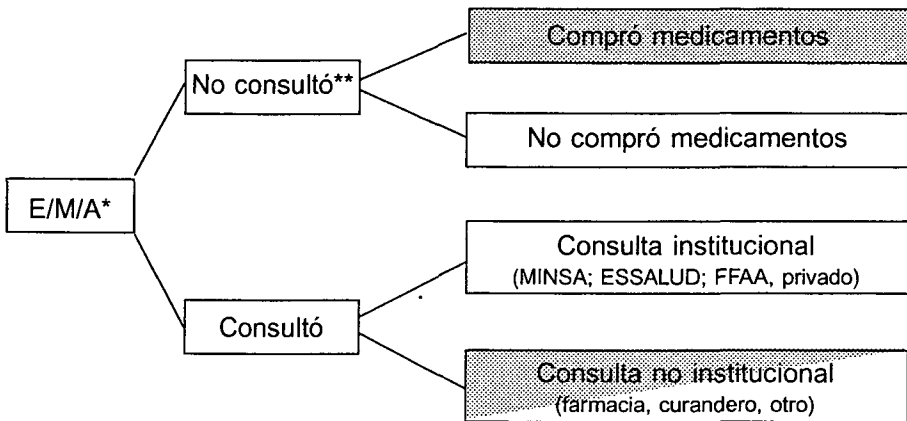 Compró medicamentos
No consultó**
No compró medicamentos
E/M/A*
Consulta institucional
(MINSA; ESSALUD; FFAA, privado)
Consultó
Consulta no institucional
(farmacia, curandero, otro)